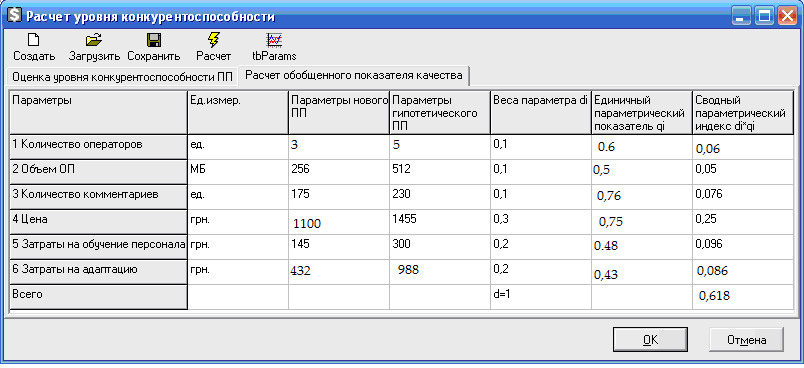 Расчет уровня конкурентоспособности
Создать Загрузить Сохранить Расчет tbParams
Оценка уровня конкурентоспособности ПП Расчет обобщенного показателя качества
Параметры Ед.измер. Параметры нового ПП Параметры гипотетического ПП Веса параметра di Единичный параметрический показатель qi Сводный параметрический индекс di*qi
1 Количество операторов ед. 3 5 0,1 0.6 0,06
2 Объем ОП МБ 256 512 0,1 0,5 0,05
3 Количество комментариев ед. 175 230 0,1 0,76 0,076
4 Цена грн. 1100 1455 0,3 0,75 0,25
5 Затраты на обучение персонала грн. 145 300 0,2 0.48 0,096
6 Затраты на адаптацию грн. 432 988 0,2 0,43 0,086
Всего d=1 0,618
OK Отмена